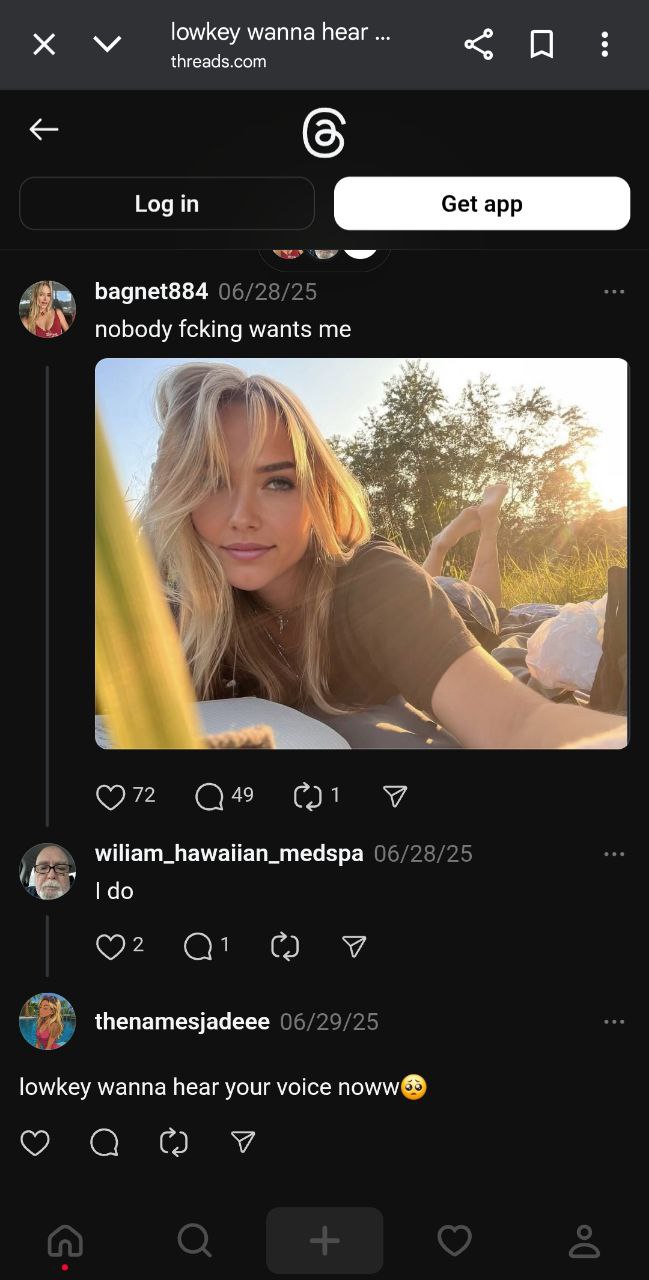 lowkey wanna hear ...
threads.com
Log in
Get app
bagnet884 06/28/25
nobody fcking wants me
72 49 1
wiliam_hawaiian_medspa 06/28/25
I do
2 1
thenamesjadeee 06/29/25
lowkey wanna hear your voice noww🥺